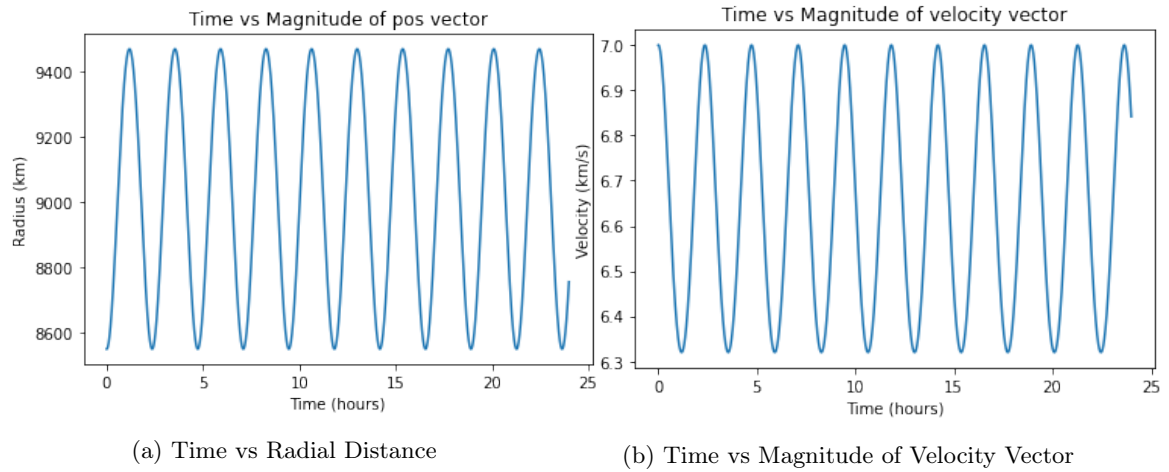 Time vs Magnitude of pos vector
9400
9200
9000
8800
8600
Radius (km)
0 5 10 15 20 25
Time (hours)
(a) Time vs Radial Distance
Time vs Magnitude of velocity vector
7.0
6.9
6.8
6.7
6.6
6.5
6.4
6.3
Velocity (km/s)
0 5 10 15 20 25
Time (hours)
(b) Time vs Magnitude of Velocity Vector